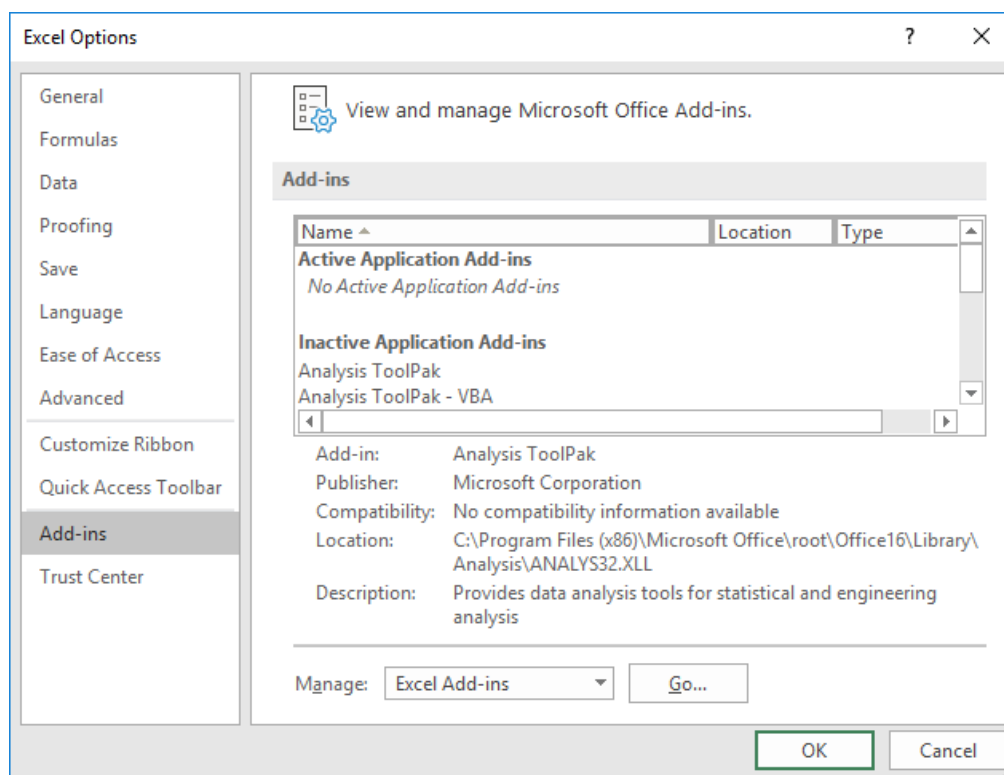 Excel Options ?
General
Formulas
Data
Proofing
Save
Language
Ease of Access
Advanced
Customize Ribbon
Quick Access Toolbar
Add-ins
Trust Center
View and manage Microsoft Office Add-ins.
Add-ins
Name Location Type
Active Application Add-ins
No Active Application Add-ins
Inactive Application Add-ins
Analysis ToolPak
Analysis ToolPak - VBA
Add-in: Analysis ToolPak
Publisher: Microsoft Corporation
Compatibility: No compatibility information available
Location: C:\Program Files (x86)\Microsoft Office\root\Office16\Library\
Analysis\ANALYS32.XLL
Description: Provides data analysis tools for statistical and engineering
analysis
Manage: Excel Add-ins Go...
OK Cancel